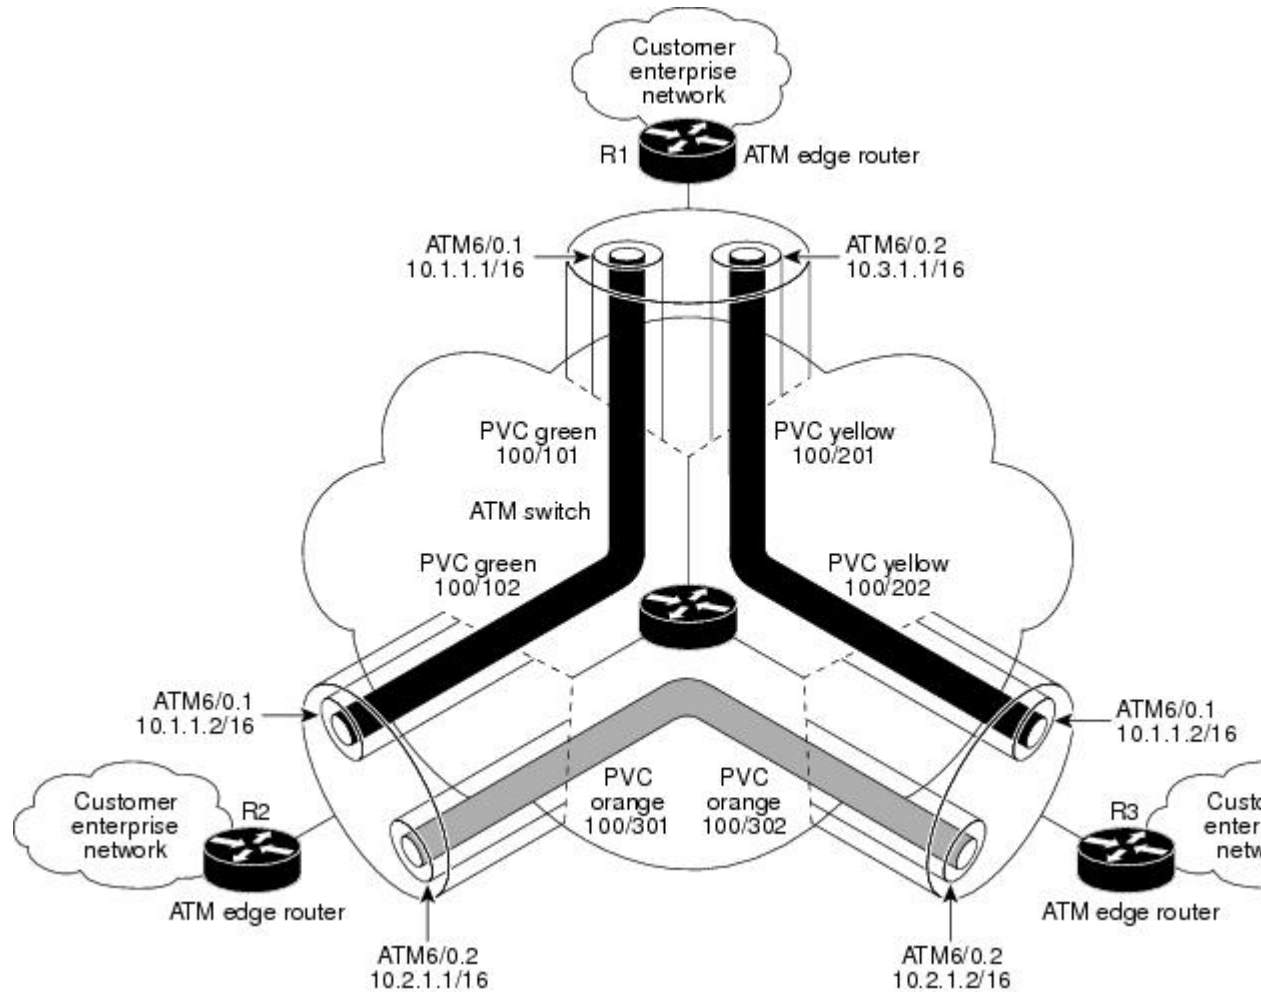 Customer
enterprise
network
R1
ATM edge router
ATM6/0.1
10.1.1.1/16
ATM6/0.2
10.3.1.1/16
PVC green
100/101
PVC yellow
100/201
ATM switch
PVC green
100/102
PVC yellow
100/202
ATM6/0.1
10.1.1.2/16
ATM6/0.1
10.1.1.2/16
PVC
orange
100/301
PVC
orange
100/302
Customer
enterprise
network
R2
ATM edge router
R3
Custo
enter
netw
ATM edge router
ATM6/0.2
10.2.1.1/16
ATM6/0.2
10.2.1.2/16